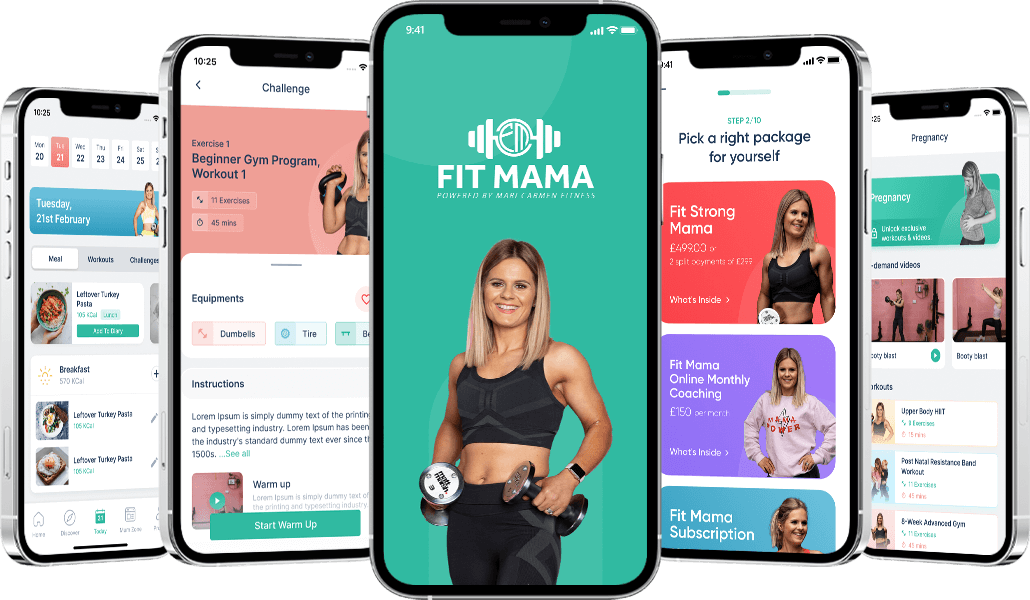 10:25
Mon
Tue
Wed
Thu
Fri
Sat
20
21
22
23
24
25
Tuesday,
21st February
Meal
Workouts
Challenges
Leftover Turkey
Pasta
105 KCal
Lunch
Add To Diary
Breakfast
570 KCal
+
Leftover Turkey Pasta
105 KCal
Leftover Turkey Pasta
105 KCal
Home
Discover
21
Today
Mam Zone
10:25
Challenge
Exercise 1
Beginner Gym Program,
Workout 1
11 Exercises
45 mins
Equipments
Dumbells
Tire
Be
Instructions
Lorem Ipsum is simply dummy text of the printing
and typesetting industry. Lorem Ipsum has been
the industry's standard dummy text ever since the
1500s. ...See all
Warm up
Lorem Ipsum is simply dummy text of
the printing and typesetting industry.
Start Warm Up
9:41
FM
FIT MAMA
POWERED BY MARI CARMEN FITNESS
9:41
STEP 2/10
Pick a right package
for yourself
Fit Strong
Mama
£499.00 or
2 split payments of £299
What's Inside >
Fit Mama
Online Monthly
Coaching
£150 per month
What's Inside >
MAMA
POWER
Fit Mama
Subscription
:25
Pregnancy
Pregnancy
Unlock exclusive
workouts & videos
-demand videos
Booty blast
Booty blast
orkouts
Upper Body HIIT
11 Exercises
15 mins
Post Natal Resistance Band
Workout
11 Exercises
45 mins
8-Week Advanced Gym
11 Exercises
45 mins